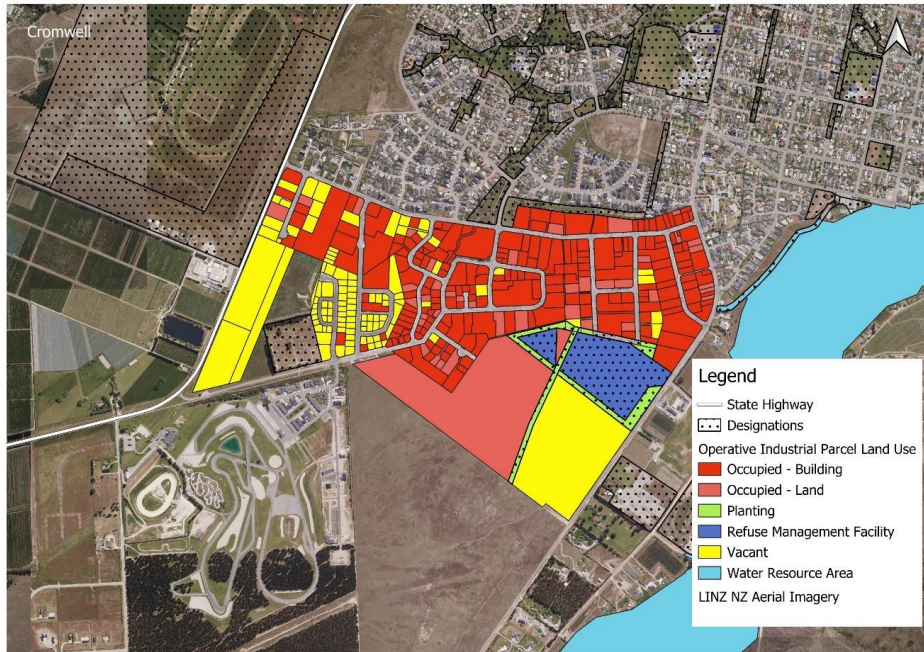 Cromwell
Legend
State Highway
Designations
Operative Industrial Parcel Land Use
Occupied - Building
Occupied - Land
Planting
Refuse Management Facility
Vacant
Water Resource Area
LINZ NZ Aerial Imagery